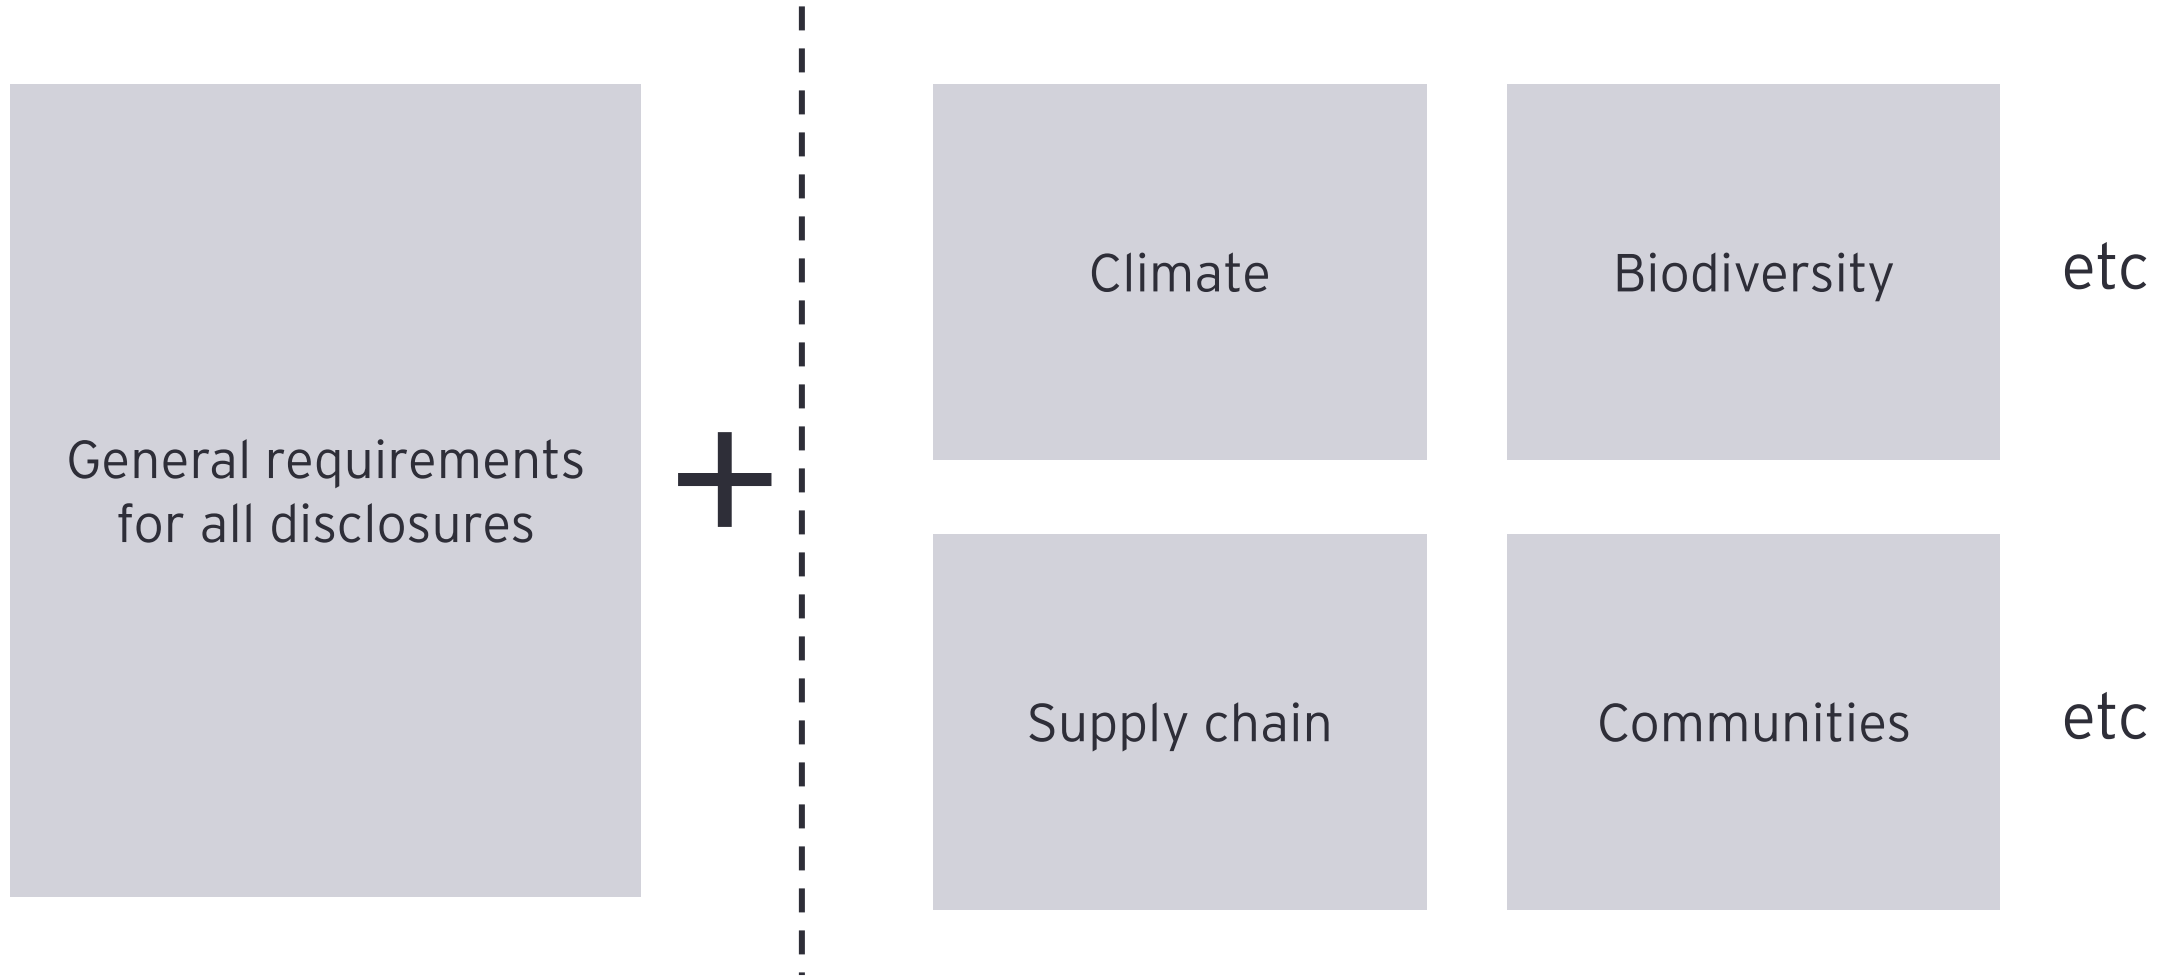 General requirements
for all disclosures
+
Climate
Biodiversity
etc
Supply chain
Communities
etc